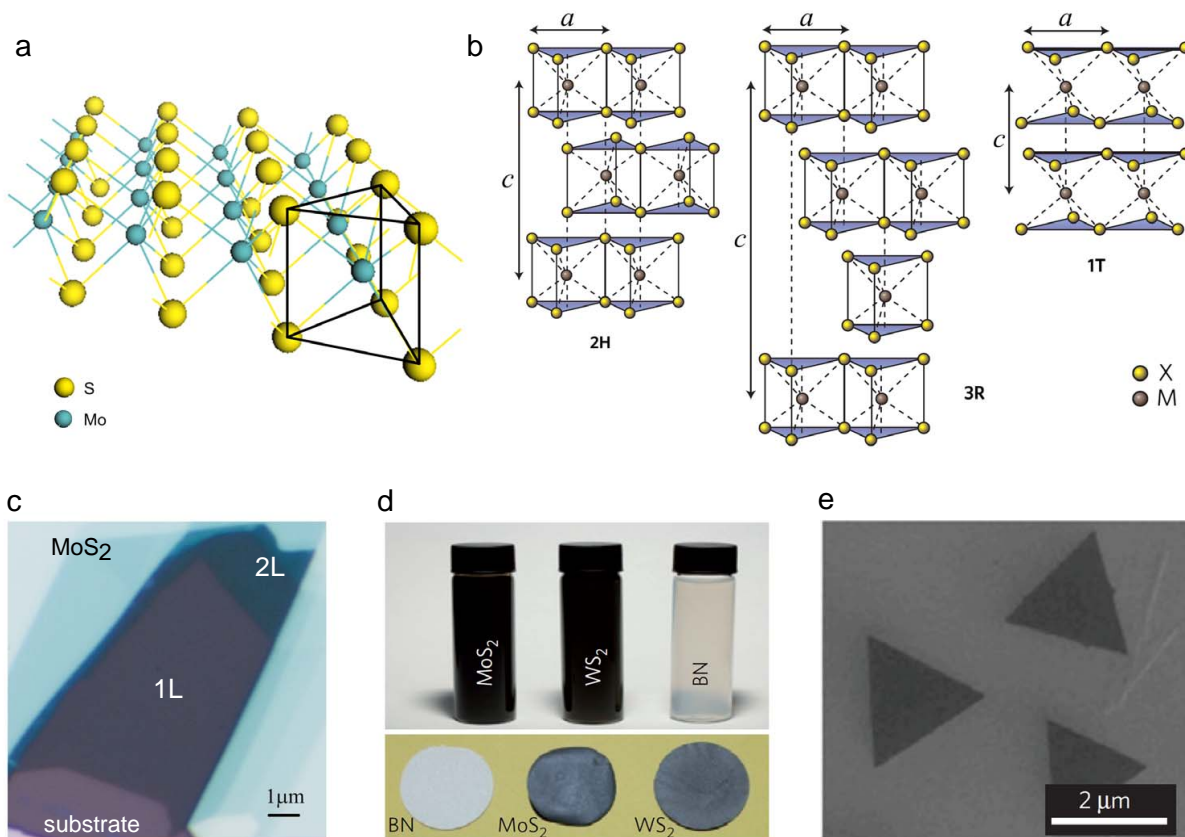 a
S
Mo
b
a
c
2H
a
c
3R
a
c
1T
X
M
c
MoS2
2L
1L
1μm
substrate
d
MoS2
WS2
BN
BN
MoS2
WS2
e
2 μm